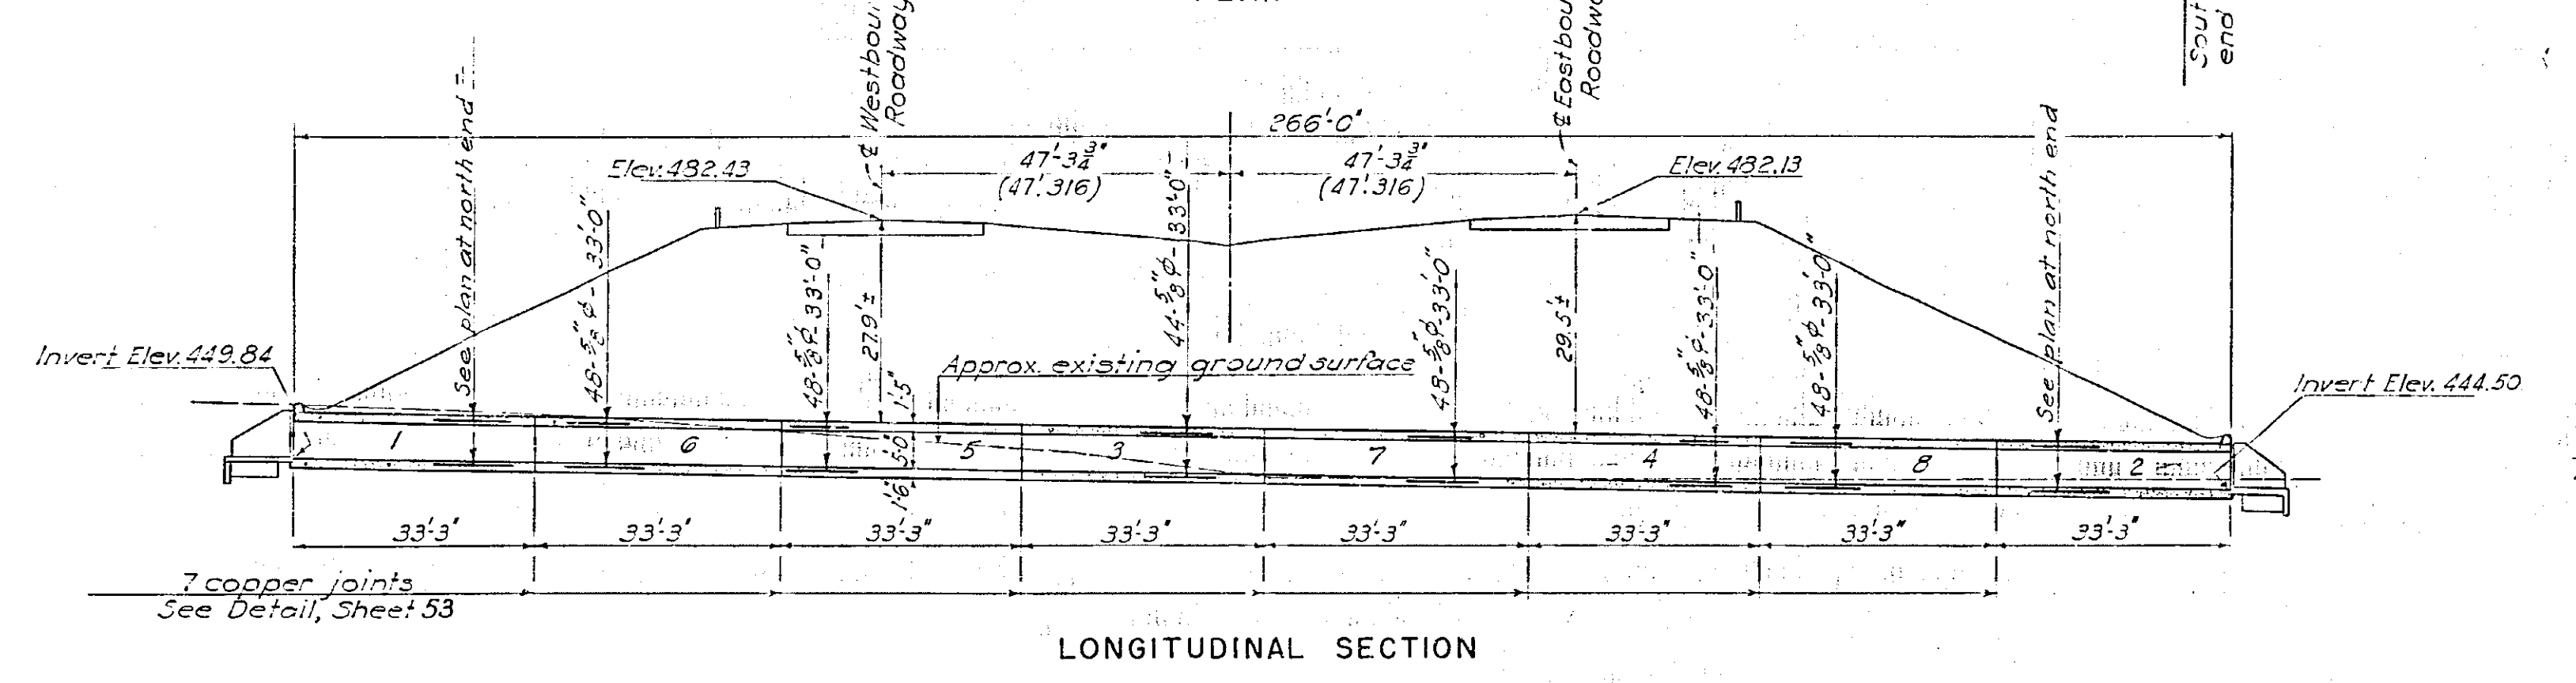 South
end
℄ Westbound
Roadway
℄ Eastbound
Roadway
266'-0"
47'-3¾"
(47'.316)
47'-3¾"
(47'.316)
Elev. 482.43
Elev. 482.13
See plan at north end
48-⅝"φ-33'-0"
48-⅝"φ-33'-0"
27.9'±
44-⅝"φ-33'-0"
48-⅝"φ-33'-0"
29.5'±
48-⅝"φ-33'-0"
48-⅝"φ-33'-0"
See plan at north end
Invert Elev. 449.84
Approx. existing ground surface
Invert Elev. 444.50
1'-5"
5'-0"
1'-6"
1 6 5 3 7 4 8 2
33'-3" 33'-3" 33'-3" 33'-3" 33'-3" 33'-3" 33'-3" 33'-3"
7 copper joints
See Detail, Sheet 53
LONGITUDINAL SECTION